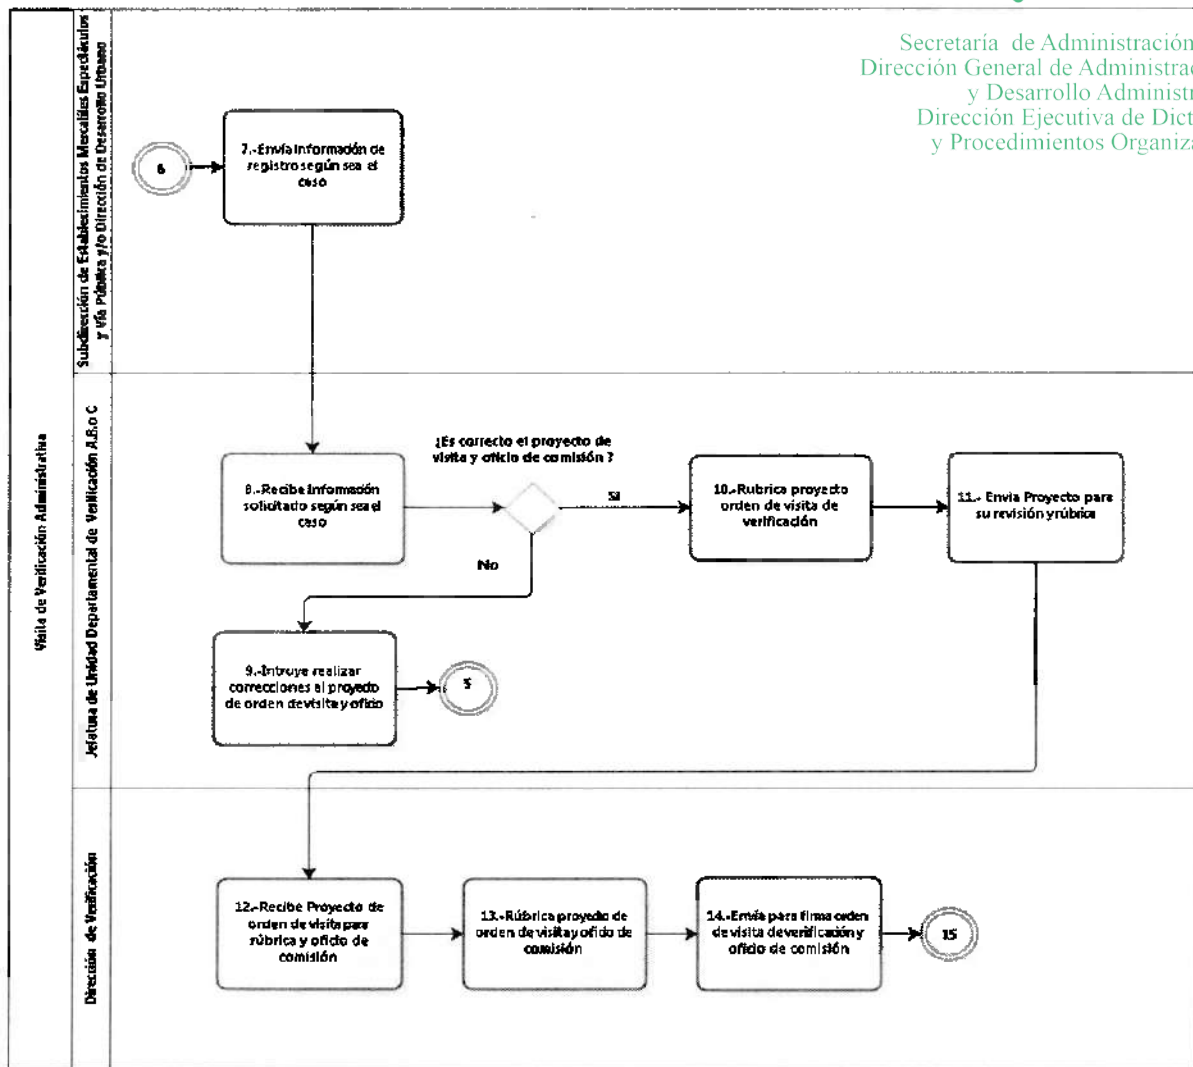 Secretaría de Administración
Dirección General de Administrac
y Desarrollo Administr
Dirección Ejecutiva de Dict
y Procedimientos Organiza
Visita de Verificación Administrativa
Subdirección de Establecimientos Mercatiles Espectáculos
y Vía Pública y/o Dirección de Desarrollo Urbano
6
7.-Envía Información de
registro según sea el
caso
Jefatura de Unidad Departamental de Verificación A.B.o C
8.-Recibe Información
solicitado según sea el
caso
¿Es correcto el proyecto de
visita y oficio de comisión ?
Si
No
10.-Rubrica proyecto
orden de visita de
verificación
11.- Envia Proyecto para
su revisión y rúbrica
9.-Intruye realizar
correcciones al proyecto
de orden de visita y oficio
5
Dirección de Verificación
12.-Recibe Proyecto de
orden de visita para
rúbrica y oficio de
comisión
13.-Rúbrica proyecto de
orden de visita y oficio de
comisión
14.-Envía para firma orden
de visita de verificación y
oficio de comisión
15